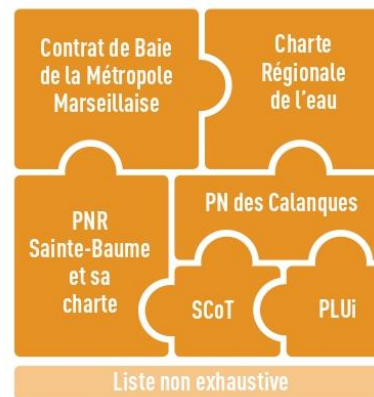 Contrat de Baie
de la Métropole
Marseillaise
Charte
Régionale
de l'eau
PNR
Sainte-Baume
et sa
charte
PN des Calanques
SCoT
PLUi
Liste non exhaustive